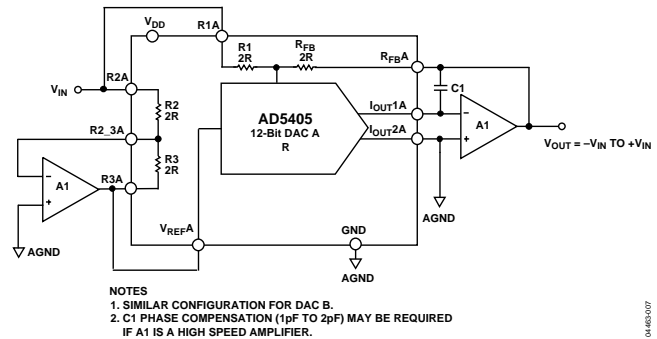 VDD
R1A
R1
2R
RFB
2R
RFBA
R2A
VIN
R2
2R
R2_3A
R3
2R
R3A
A1
AGND
AD5405
12-Bit DAC A
R
IOUT1A
IOUT2A
C1
A1
VOUT = –VIN TO +VIN
AGND
VREFA
GND
AGND
NOTES
1. SIMILAR CONFIGURATION FOR DAC B.
2. C1 PHASE COMPENSATION (1pF TO 2pF) MAY BE REQUIRED
IF A1 IS A HIGH SPEED AMPLIFIER.
04463-007